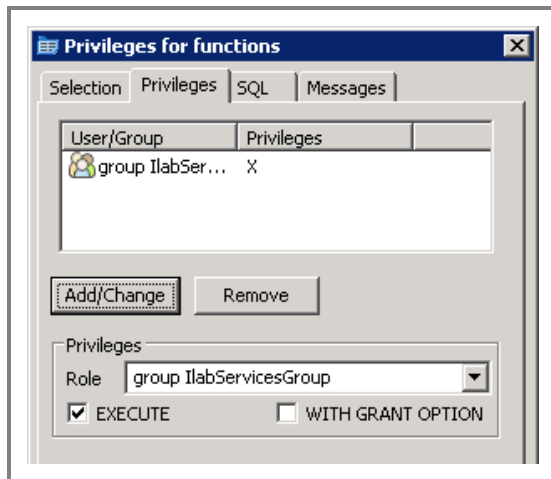 Privileges for functions
Selection Privileges SQL Messages
User/Group Privileges
group IlabSer... X
Add/Change Remove
Privileges
Role group IlabServicesGroup
EXECUTE WITH GRANT OPTION